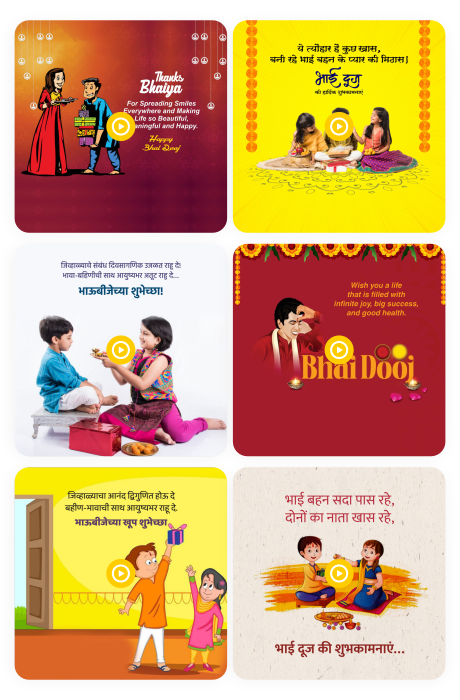 Thanks
Bhaiya
For Spreading Smiles
Everywhere and Making
Life so Beautiful,
Meaningful and Happy.
Happy
Bhai Dooj
ये त्यौहार है कुछ खास,
बनी रहे भाई बहन के प्यार की मिठास!
भाई दूज
की हार्दिक शुभकामनाएं
जिव्हाळ्याचे संबंध दिवसागणिक उजळत राहू दे!
भावा-बहिणीची साथ आयुष्यभर अतूट राहू दे...
भाऊबीजेच्या शुभेच्छा!
Wish you a life
that is filled with
infinite joy, big success,
and good health.
Bhai Dooj
जिव्हाळ्याचा आनंद द्विगुणित होऊ दे
बहीण-भावाची साथ आयुष्यभर राहू दे.
भाऊबीजेच्या खूप शुभेच्छा
भाई बहन सदा पास रहे,
दोनों का नाता खास रहे,
भाई दूज की शुभकामनाएं...